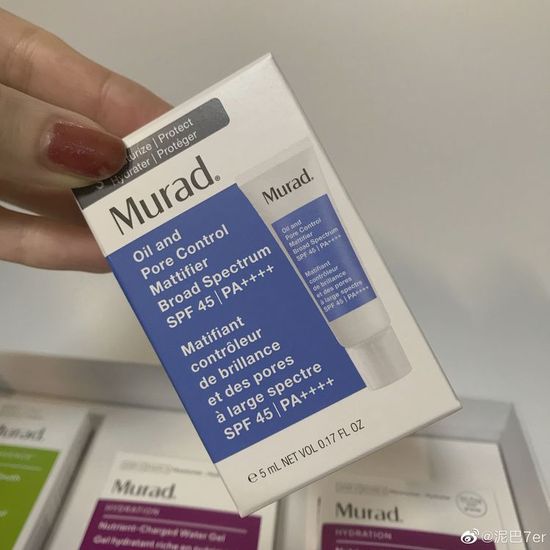 Moisturize | Protect
Hydrater | Protéger
Murad.®
Oil and
Pore Control
Mattifier
Broad Spectrum
SPF 45 | PA++++
Matifiant
contrôleur
de brillance
et des pores
à large spectre
SPF 45 | PA++++
e 5 mL NET VOL 0.17 FL OZ
Murad.
Oil and
Pore Control
Mattifier
Broad Spectrum
SPF 45 | PA++++
Matifiant
contrôleur
de brillance
et des pores
à large spectre
SPF 45 | PA++++
Murad.
Murad.
HYDRATION
Nutrient-Charged Water Gel
Murad.
HYDRATION
@泥巴7er